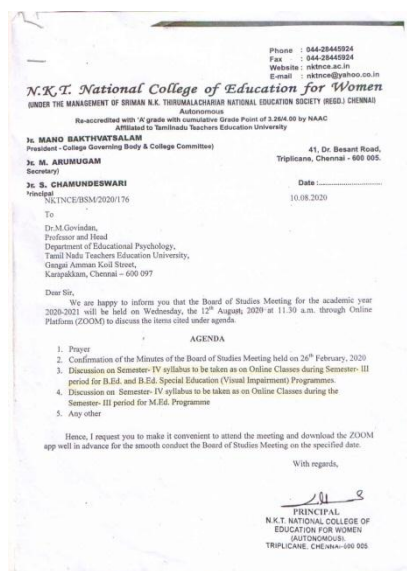 Phone : 044-28445924
Fax : 044-28445924
Website : nktnce.ac.in
E-mail : nktnce@yahoo.co.in
N.K.T. National College of Education for Women
(UNDER THE MANAGEMENT OF SRIMAN N.K. THIRUMALACHARIAR NATIONAL EDUCATION SOCIETY (REGD.) CHENNAI)
Autonomous
Re-accredited with 'A' grade with cumulative Grade Point of 3.26/4.00 by NAAC
Affiliated to Tamilnadu Teachers Education University
Dr. MANO BAKTHVATSALAM
President - College Governing Body & College Committee)
41, Dr. Besant Road,
Triplicane, Chennai - 600 005.
Dr. M. ARUMUGAM
Secretary)
Dr. S. CHAMUNDESWARI
Principal
Date :........................
NKTNCE/BSM/2020/176
10.08.2020
To
Dr.M.Govindan,
Professor and Head
Department of Educational Psychology,
Tamil Nadu Teachers Education University,
Gangai Amman Koil Street,
Karapakkam, Chennai – 600 097
Dear Sir,
We are happy to inform you that the Board of Studies Meeting for the academic year
2020-2021 will be held on Wednesday, the 12th August, 2020 at 11.30 a.m. through Online
Platform (ZOOM) to discuss the items cited under agenda.
AGENDA
1. Prayer
2. Confirmation of the Minutes of the Board of Studies Meeting held on 26th February, 2020
3. Discussion on Semester- IV syllabus to be taken as on Online Classes during Semester- III
period for B.Ed. and B.Ed. Special Education (Visual Impairment) Programmes.
4. Discussion on Semester- IV syllabus to be taken as on Online Classes during the
Semester- III period for M.Ed. Programme
5. Any other
Hence, I request you to make it convenient to attend the meeting and download the ZOOM
app well in advance for the smooth conduct the Board of Studies Meeting on the specified date.
With regards,
PRINCIPAL
N.K.T. NATIONAL COLLEGE OF
EDUCATION FOR WOMEN
(AUTONOMOUS).
TRIPLICANE, CHENNAI-600 005